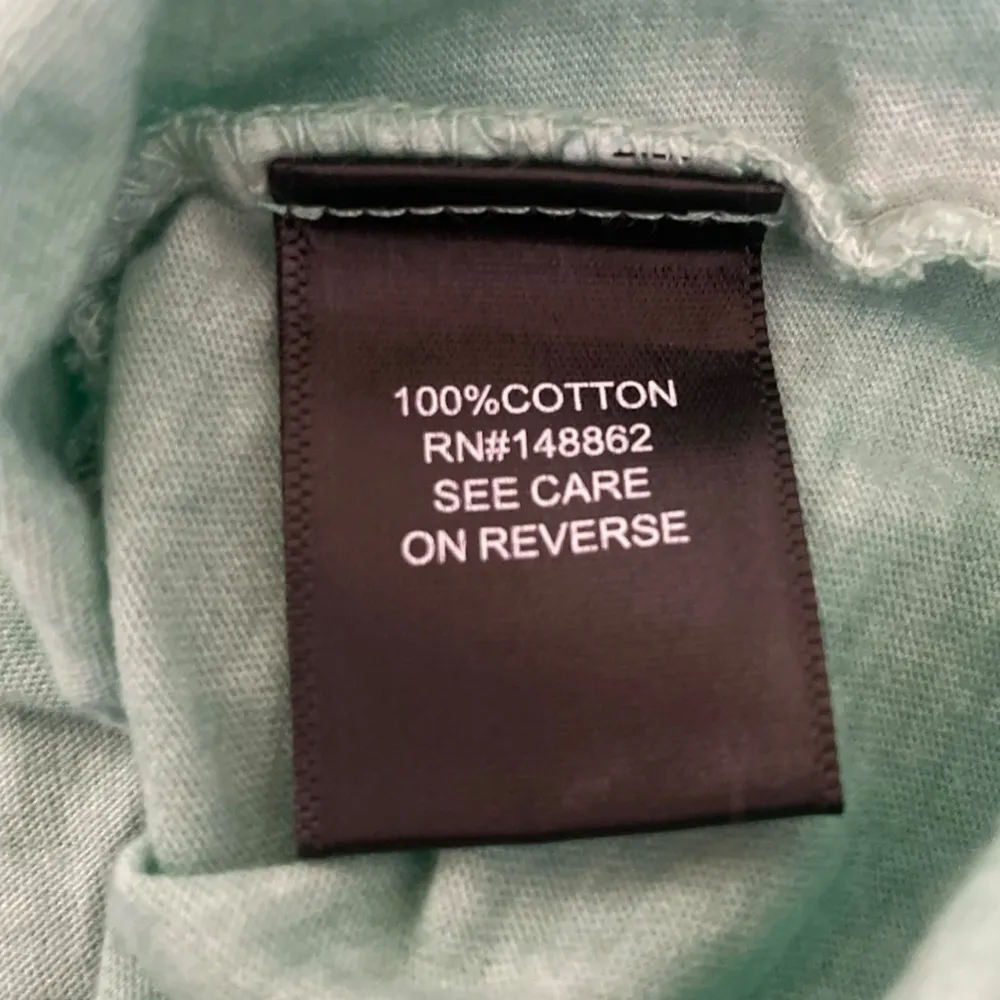 100%COTTON
RN#148862
SEE CARE
ON REVERSE